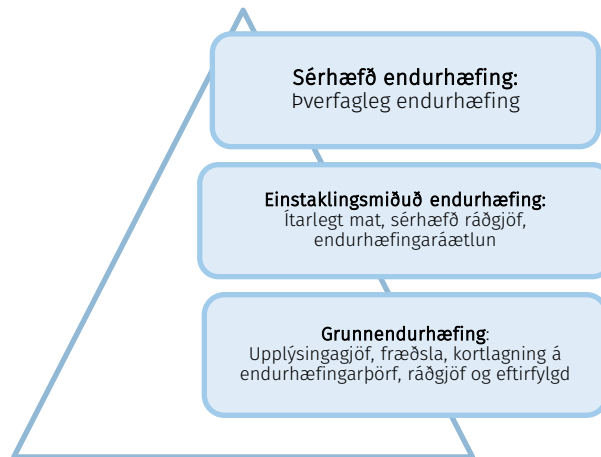 Sérhæfð endurhæfing:
Þverfagleg endurhæfing
Einstaklingsmiðuð endurhæfing:
Ítarlegt mat, sérhæfð ráðgjöf,
endurhæfingaráætlun
Grunnendurhæfing:
Upplýsingagjöf, fræðsla, kortlagning á
endurhæfingarþörf, ráðgjöf og eftirfylgd